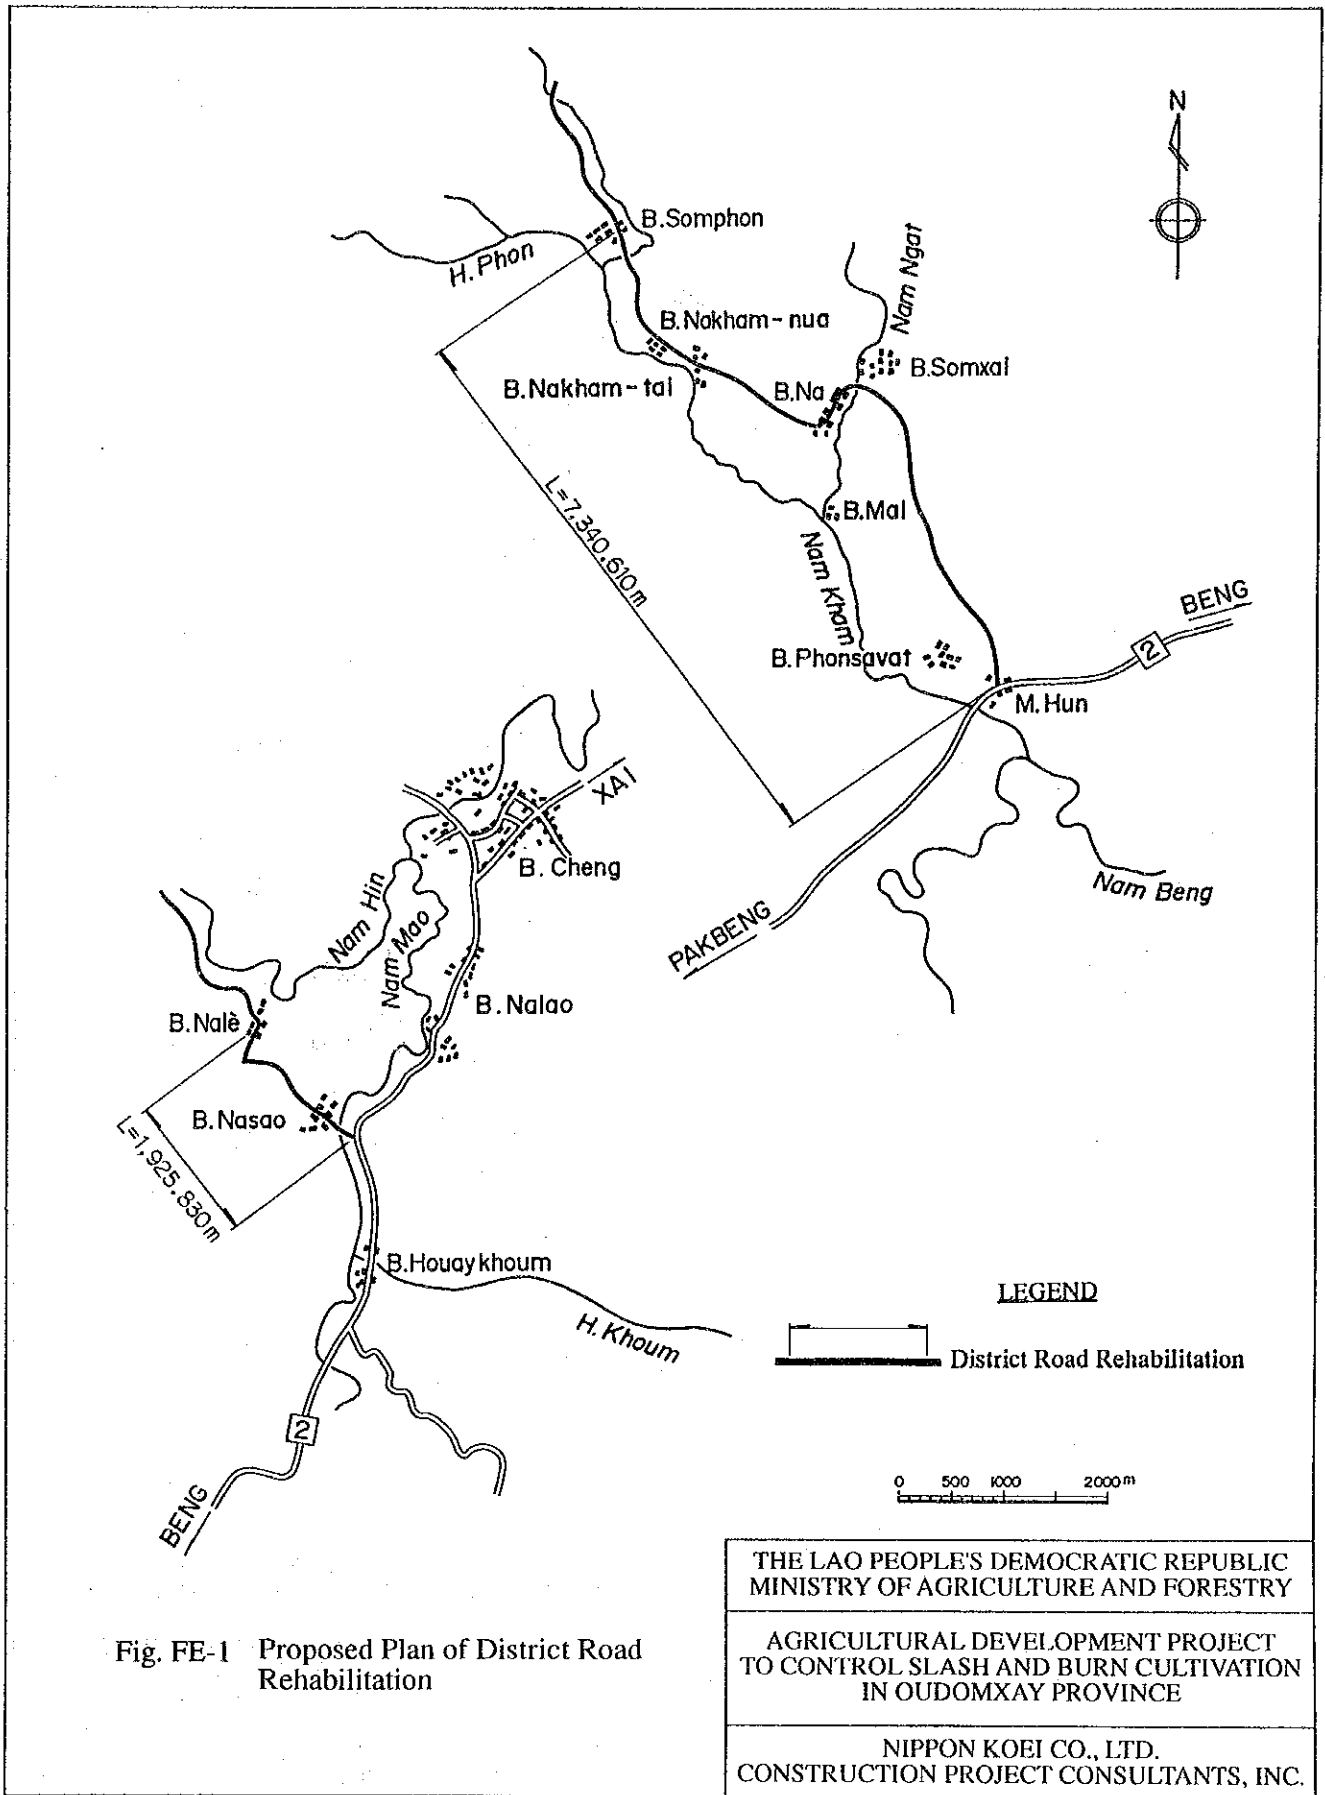 N
B.Somphon
H. Phon
Nam Ngat
B.Nakham-nua
B.Somxai
B.Nakham-tai
B.Na
L=7,340.610m
B.Mai
Nam Kham
BENG
2
B.Phonsavat
M.Hun
XAI
B. Cheng
Nam Hin
Nam Mao
Nam Beng
PAKBENG
B. Nalao
B.Nalè
B.Nasao
L=1,925.830m
B.Houaykhoum
H. Khoum
LEGEND
District Road Rehabilitation
2
BENG
0 500 1000 2000m
THE LAO PEOPLE'S DEMOCRATIC REPUBLIC
MINISTRY OF AGRICULTURE AND FORESTRY
AGRICULTURAL DEVELOPMENT PROJECT
TO CONTROL SLASH AND BURN CULTIVATION
IN OUDOMXAY PROVINCE
NIPPON KOEI CO., LTD.
CONSTRUCTION PROJECT CONSULTANTS, INC.
Fig. FE-1 Proposed Plan of District Road
Rehabilitation